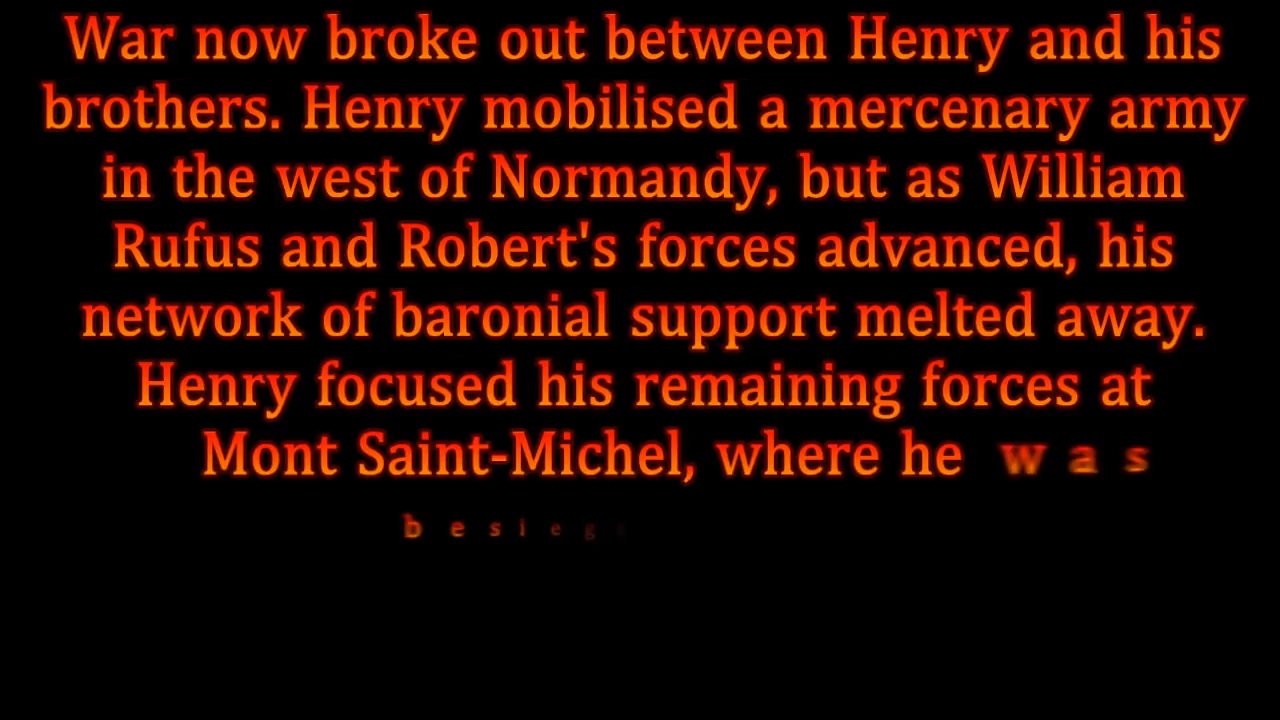 War now broke out between Henry and his
brothers. Henry mobilised a mercenary army
in the west of Normandy, but as William
Rufus and Robert's forces advanced, his
network of baronial support melted away.
Henry focused his remaining forces at
Mont Saint-Michel, where he was